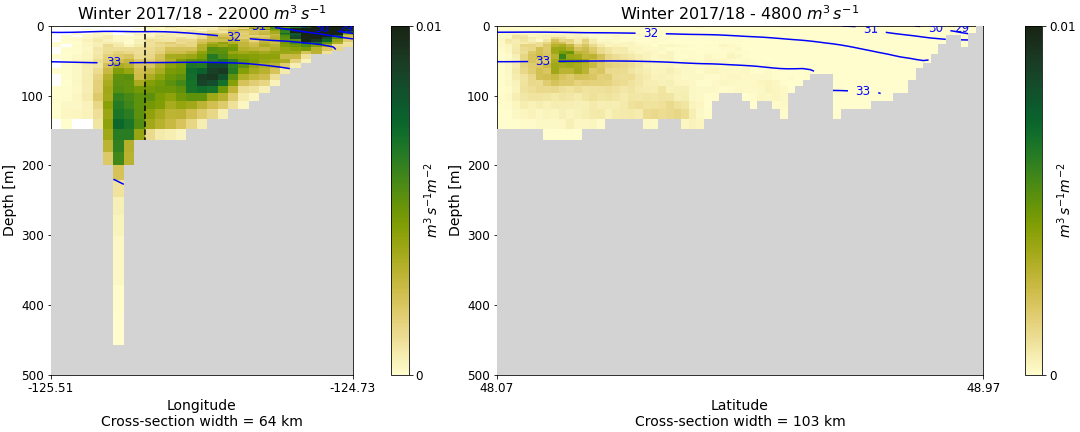 Winter 2017/18 - 22000 m³ s⁻¹
0
100
200
300
400
500
Depth [m]
31
32
33
-125.51
-124.73
Longitude
Cross-section width = 64 km
0.01
0
m³ s⁻¹m⁻²
Winter 2017/18 - 4800 m³ s⁻¹
0
100
200
300
400
500
Depth [m]
32
31
30
29
33
33
48.07
48.97
Latitude
Cross-section width = 103 km
0.01
0
m³ s⁻¹m⁻²